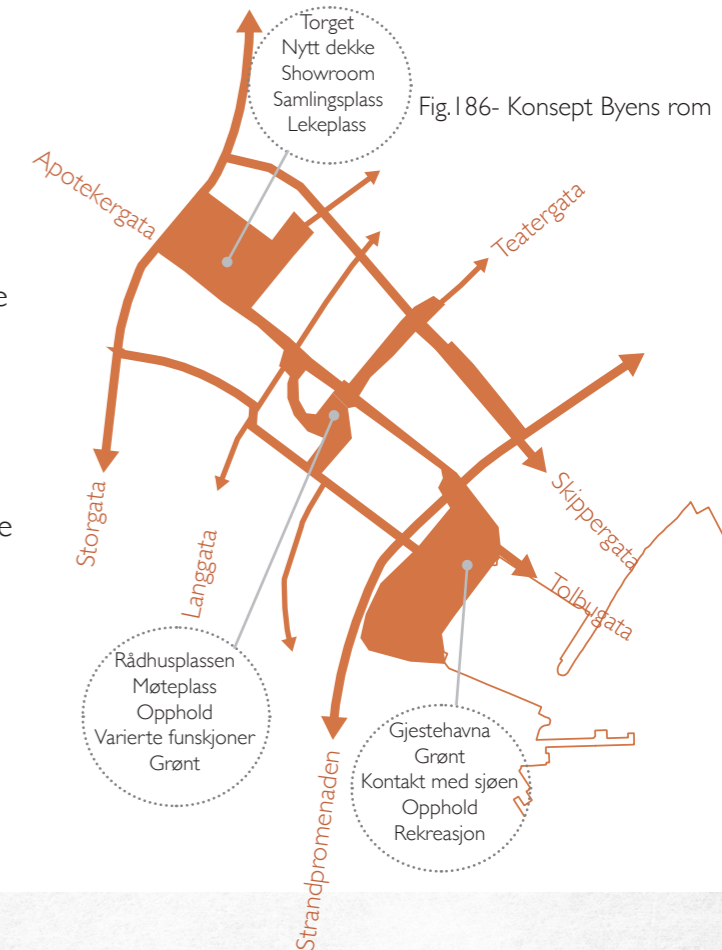 Torget
Nytt dekke
Showroom
Samlingsplass
Lekeplass
Fig.186- Konsept Byens rom
Apotekergata
Teatergata
e
e
Storgata
Langgata
Skippergata
Tolbugata
Rådhusplassen
Møteplass
Opphold
Varierte funskjoner
Grønt
Gjestehavna
Grønt
Kontakt med sjøen
Opphold
Rekreasjon
Strandpromenaden